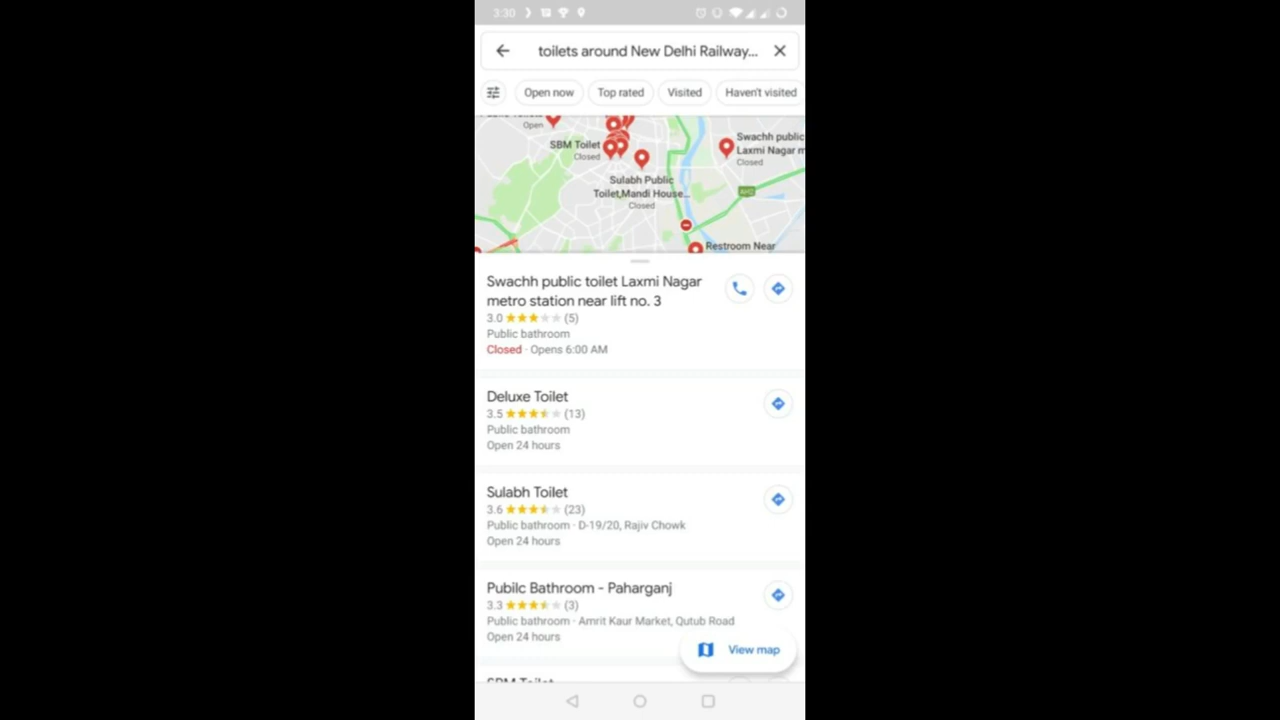 3:30
toilets around New Delhi Railway...
Open now
Top rated
Visited
Haven't visited
Open
SBM Toilet
Closed
Swachh public
Laxmi Nagar m
Closed
Sulabh Public
Toilet,Mandi House...
Closed
Restroom Near
Swachh public toilet Laxmi Nagar
metro station near lift no. 3
3.0 (5)
Public bathroom
Closed · Opens 6:00 AM
Deluxe Toilet
3.5 (13)
Public bathroom
Open 24 hours
Sulabh Toilet
3.6 (23)
Public bathroom · D-19/20, Rajiv Chowk
Open 24 hours
Pubilc Bathroom - Paharganj
3.3 (3)
Public bathroom · Amrit Kaur Market, Qutub Road
Open 24 hours
View map
SBM Toilet